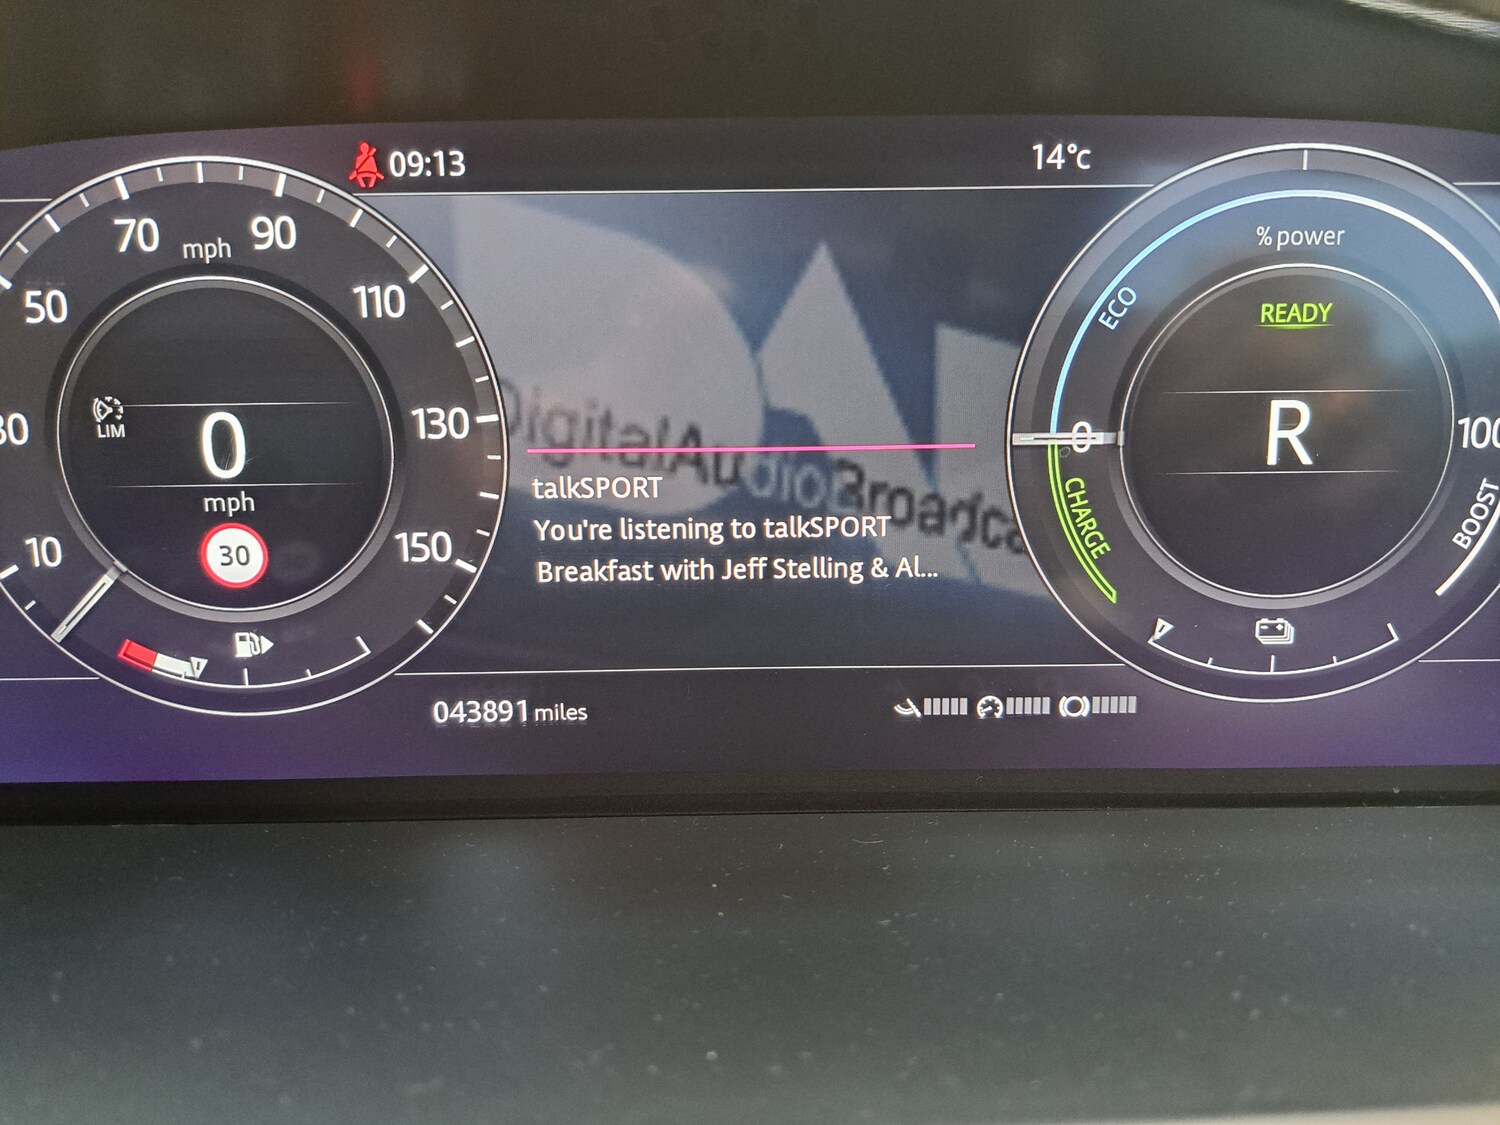 09:13
14°c
70 mph 90
50
110
30
130
LIM
0
mph
30
10
150
DigitalAudioBroadca
talkSPORT
You're listening to talkSPORT
Breakfast with Jeff Stelling & Al...
% power
ECO
READY
0
R
100
CHARGE
BOOST
043891 miles